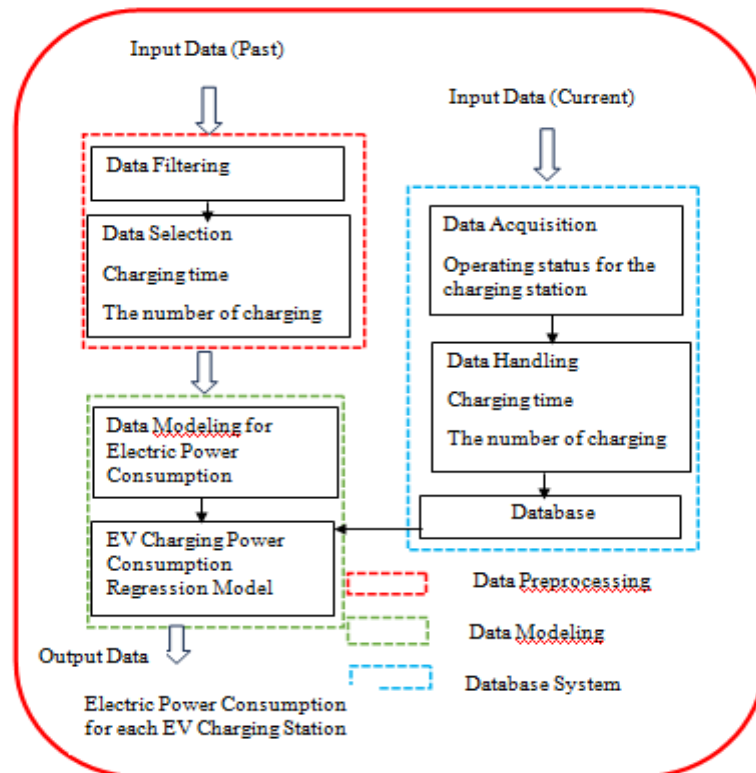 Input Data (Past)
Input Data (Current)
Data Filtering
Data Selection
Charging time
The number of charging
Data Acquisition
Operating status for the
charging station
Data Handling
Charging time
The number of charging
Database
Data Modeling for
Electric Power
Consumption
EV Charging Power
Consumption
Regression Model
Data Preprocessing
Data Modeling
Database System
Output Data
Electric Power Consumption
for each EV Charging Station